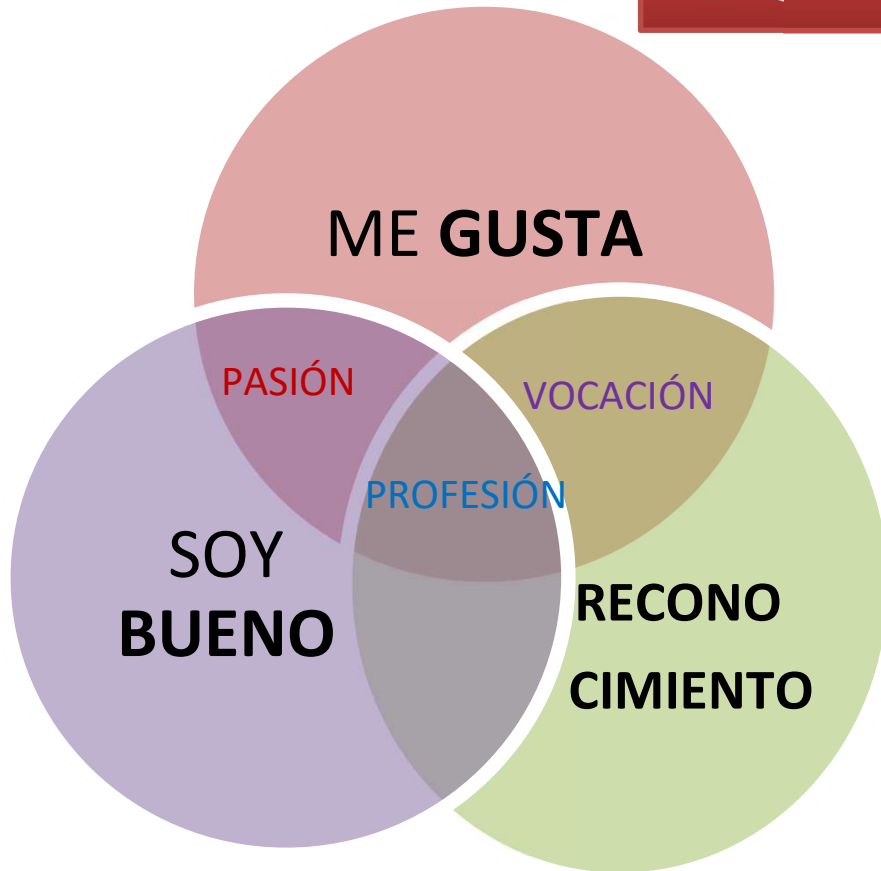 ME GUSTA
PASIÓN
VOCACIÓN
PROFESIÓN
SOY
BUENO
RECONO
CIMIENTO